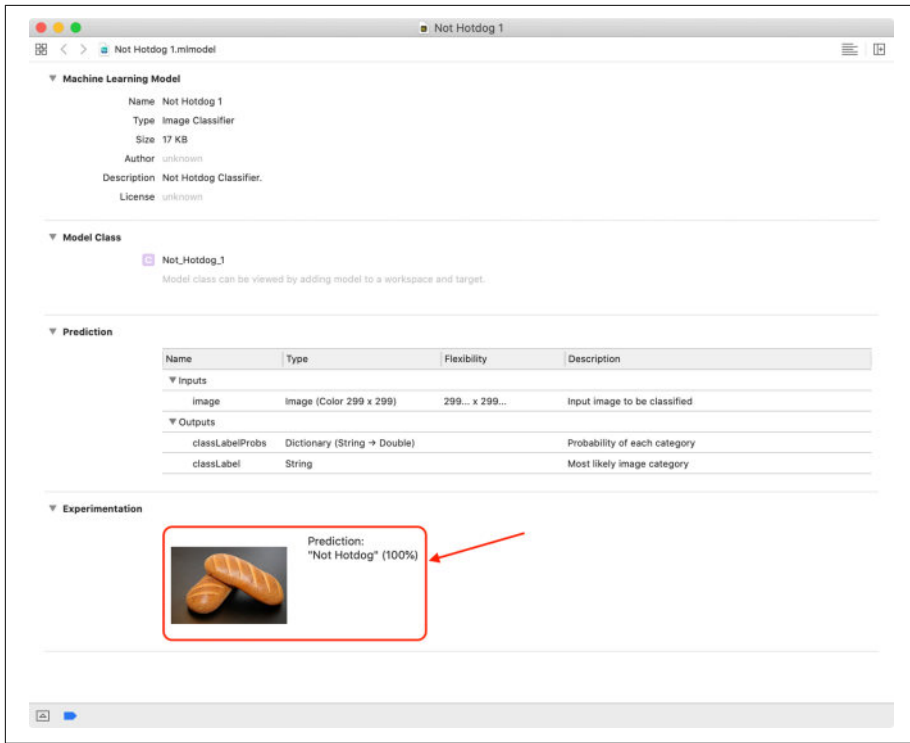 Not Hotdog 1
Not Hotdog 1.mlmodel
Machine Learning Model
Name Not Hotdog 1
Type Image Classifier
Size 17 KB
Author unknown
Description Not Hotdog Classifier.
License unknown
Model Class
C Not_Hotdog_1
Model class can be viewed by adding model to a workspace and target.
Prediction
Name Type Flexibility Description
Inputs
image Image (Color 299 x 299) 299... x 299... Input image to be classified
Outputs
classLabelProbs Dictionary (String → Double) Probability of each category
classLabel String Most likely image category
Experimentation
Prediction:
"Not Hotdog" (100%)